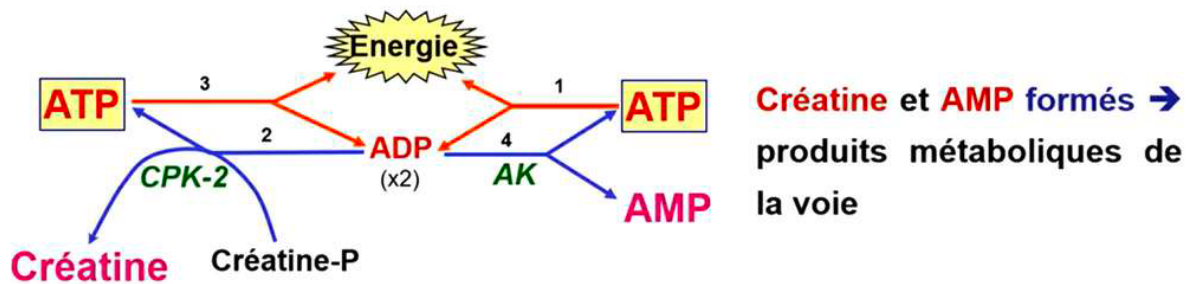 Energie
3
1
ATP
ATP
2
ADP
4
(x2)
CPK-2
AK
AMP
Créatine
Créatine-P
Créatine et AMP formés ➔
produits métaboliques de
la voie